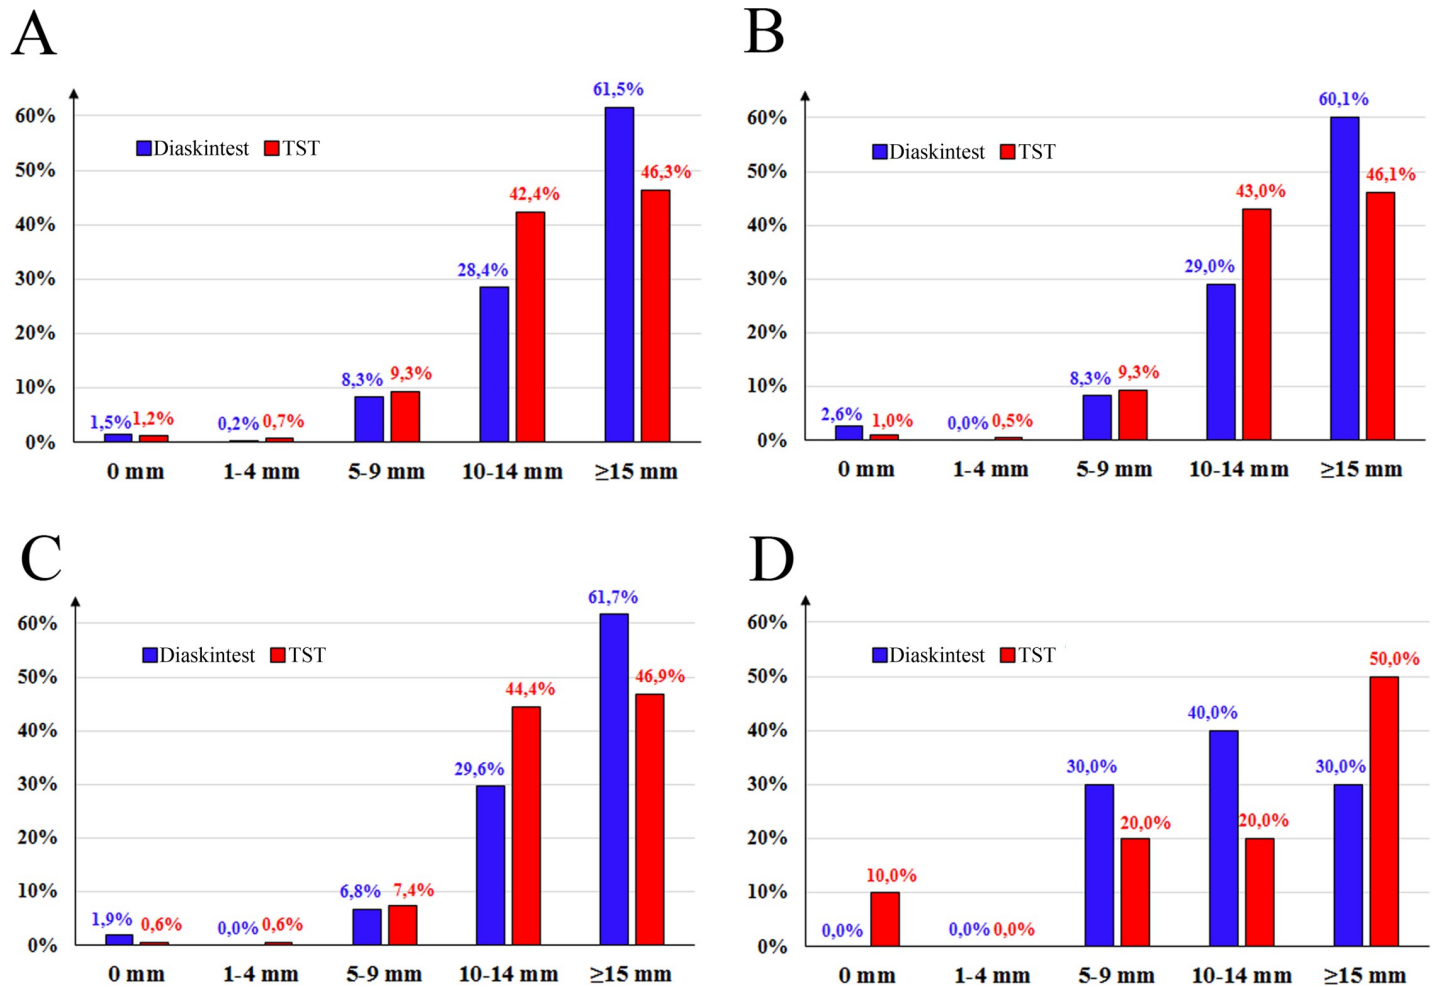 A
61,5%
60%
Diaskintest TST
50%
46,3%
42,4%
40%
28,4%
30%
20%
10%
8,3% 9,3%
1,5% 1,2% 0,2% 0,7%
0%
0 mm 1-4 mm 5-9 mm 10-14 mm ≥15 mm
B
60,1%
60%
Diaskintest TST
50%
46,1%
43,0%
40%
29,0%
30%
20%
10%
8,3% 9,3%
2,6% 1,0% 0,0% 0,5%
0%
0 mm 1-4 mm 5-9 mm 10-14 mm ≥15 mm
C
61,7%
60%
Diaskintest TST
50%
44,4% 46,9%
40%
29,6%
30%
20%
10%
6,8% 7,4%
1,9% 0,6% 0,0% 0,6%
0%
0 mm 1-4 mm 5-9 mm 10-14 mm ≥15 mm
D
60%
Diaskintest TST
50,0%
50%
40,0%
40%
30,0% 30,0%
30%
20,0% 20,0%
20%
10,0%
10%
0,0% 0,0% 0,0%
0%
0 mm 1-4 mm 5-9 mm 10-14 mm ≥15 mm